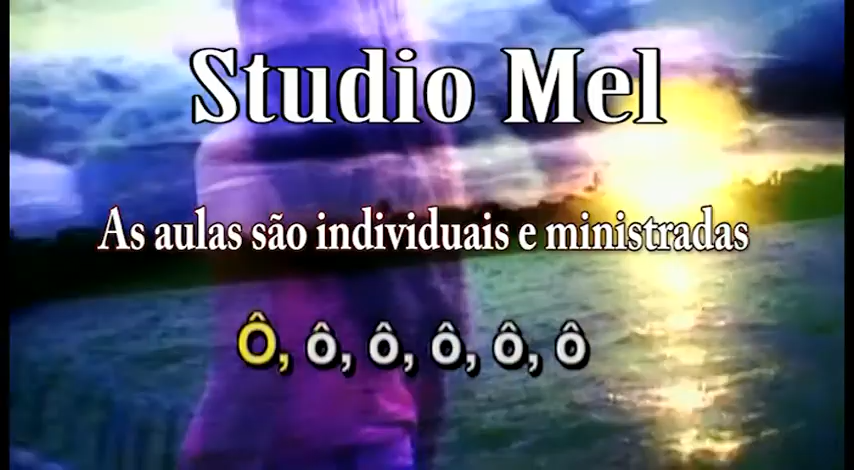 Studio Mel
As aulas são individuais e ministradas
Ô, ô, ô, ô, ô, ô